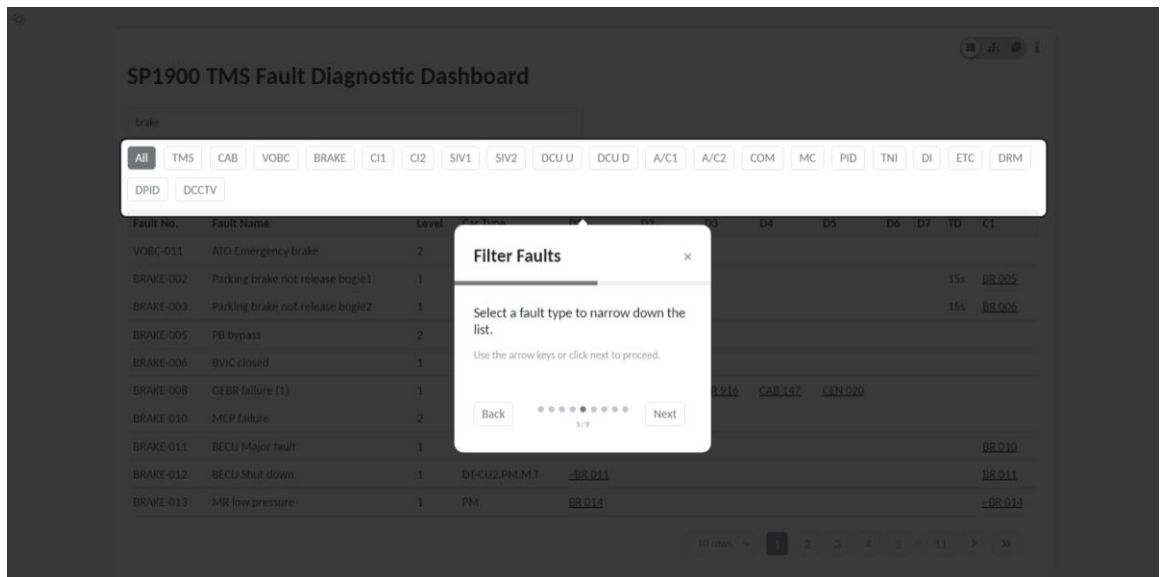 SP1900 TMS Fault Diagnostic Dashboard
brake
All TMS CAB VOBC BRAKE CI1 CI2 SIV1 SIV2 DCU U DCU D A/C1 A/C2 COM MC PID TNI DI ETC DRM
DPID DCCTV
Fault No. Fault Name Level Car Type D2 D3 D4 D5 D6 D7 TD C1
VOBC-011 ATO Emergency brake 2
BRAKE-002 Parking brake not release bogie1 1 15s BR 005
BRAKE-003 Parking brake not release bogie2 1 15s BR 006
BRAKE-005 PB bypass 2
BRAKE-006 BVIC closed 1
BRAKE-008 GEBR failure (1) 1 916 CAB 147 CEN 020
BRAKE-010 MCP failure 2
BRAKE-011 BECU Major fault 1 BR 010
BRAKE-012 BECU Shut down 1 DT-CU2,PM,M,T ~BR 011 BR 011
BRAKE-013 MR low pressure 1 PM BR 014 ~BR 014
Filter Faults ×
Select a fault type to narrow down the
list.
Use the arrow keys or click next to proceed.
Back Next
5/9
10 rows 1 2 3 4 5 ... 11